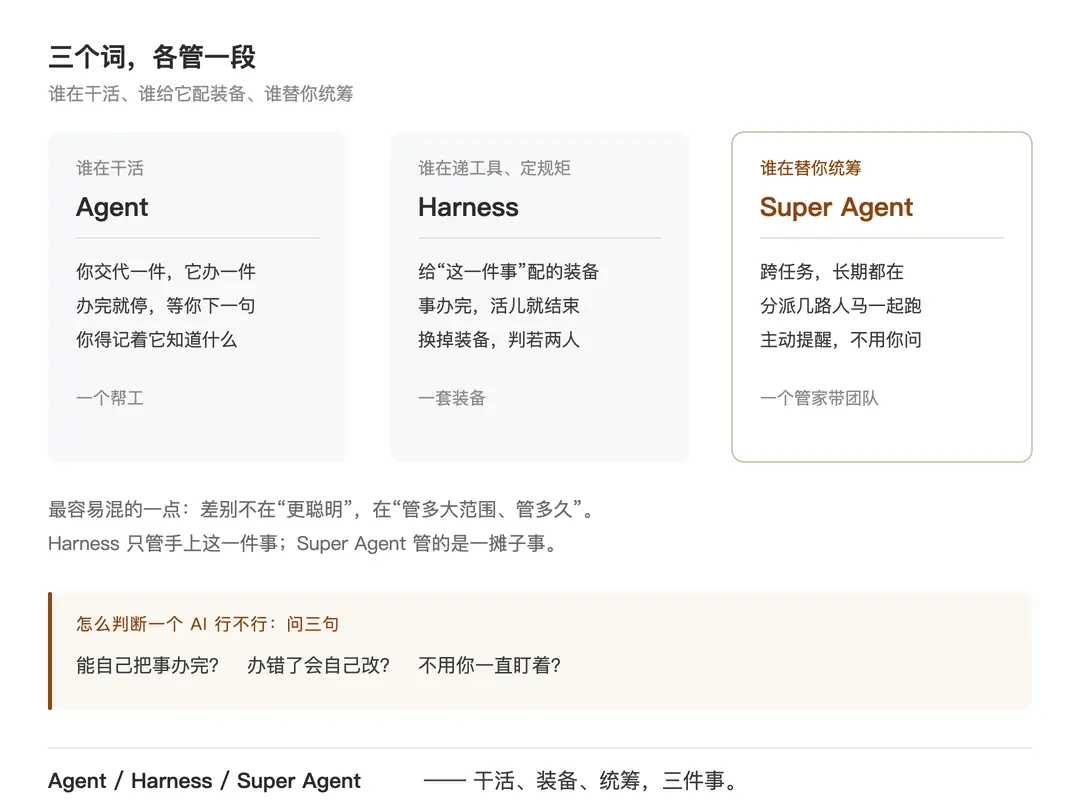 三个词，各管一段
谁在干活、谁给它配装备、谁替你统筹
谁在干活
Agent
你交代一件，它办一件
办完就停，等你下一句
你得记着它知道什么
一个帮工
谁在递工具、定规矩
Harness
给“这一件事”配的装备
事办完，活儿就结束
换掉装备，判若两人
一套装备
谁在替你统筹
Super Agent
跨任务，长期都在
分派几路人马一起跑
主动提醒，不用你问
一个管家带团队
最容易混的一点：差别不在“更聪明”，在“管多大范围、管多久”。
Harness 只管手上这一件事；Super Agent 管的是一摊子事。
怎么判断一个 AI 行不行：问三句
能自己把事办完？ 办错了会自己改？ 不用你一直盯着？
Agent / Harness / Super Agent —— 干活、装备、统筹，三件事。